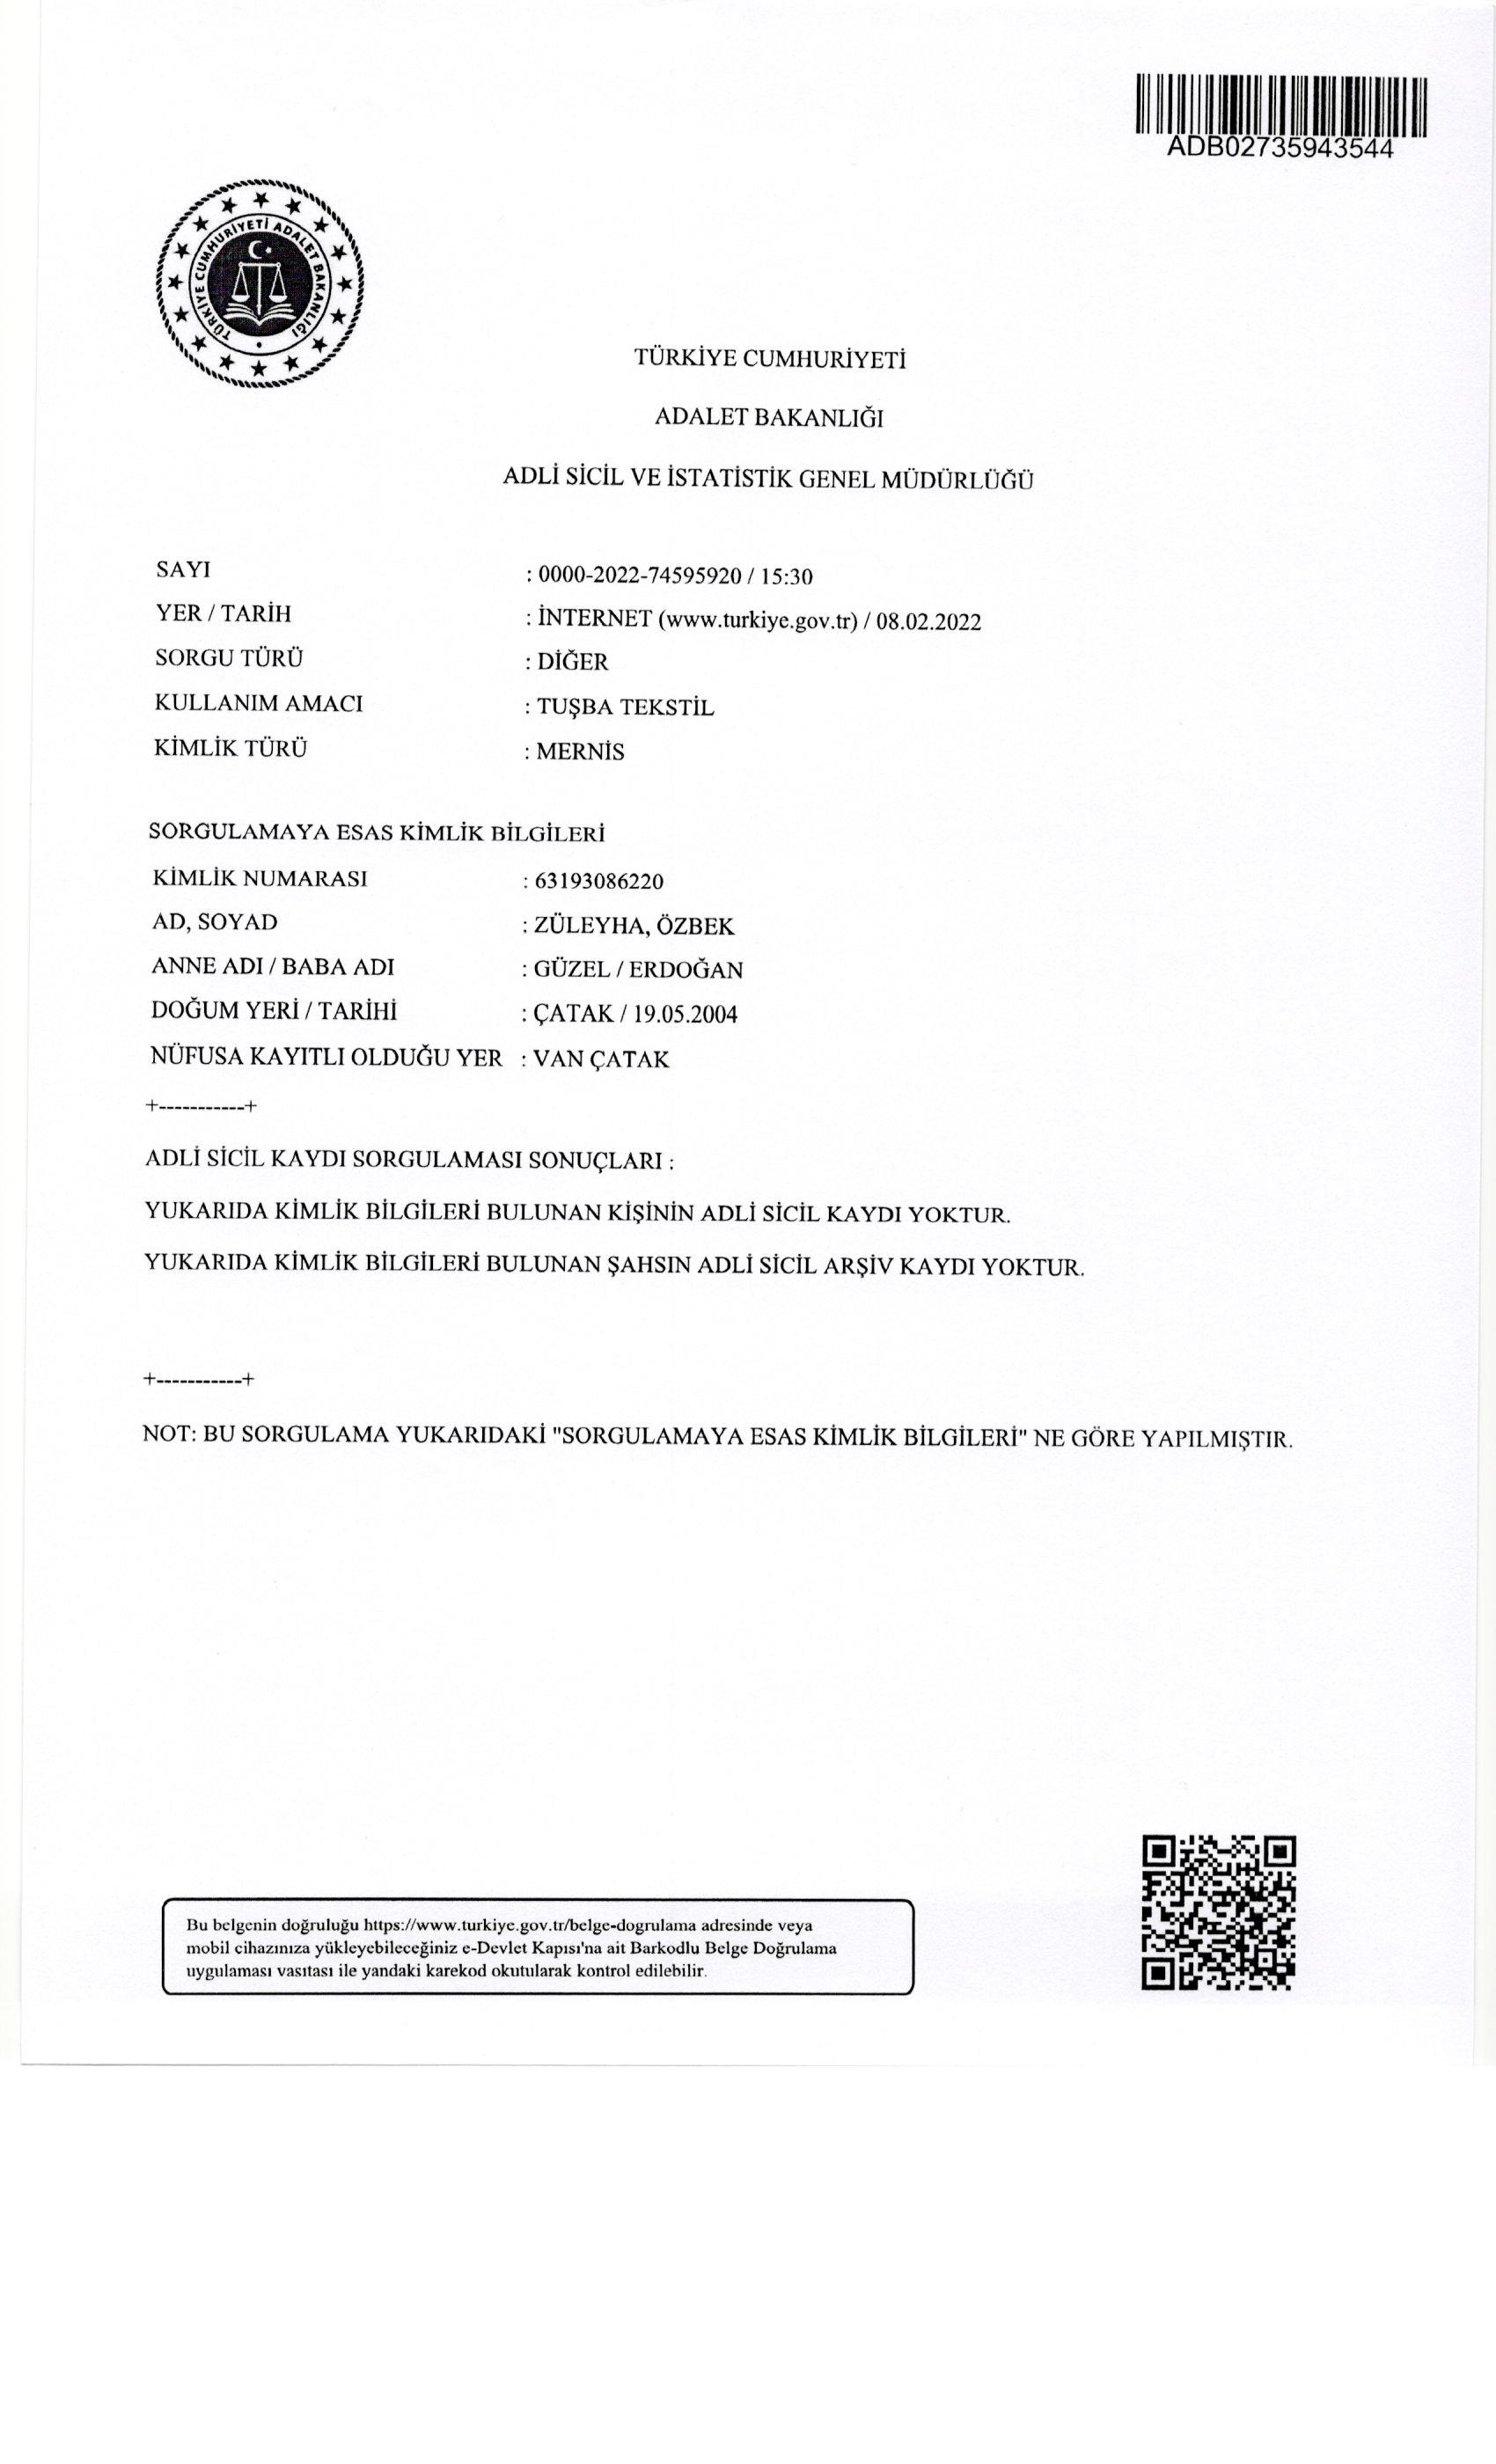 ADB02735943544
TÜRKİYE CUMHURİYETİ ADALET BAKANLIĞI
TÜRKİYE CUMHURİYETİ
ADALET BAKANLIĞI
ADLİ SİCİL VE İSTATİSTİK GENEL MÜDÜRLÜĞÜ
SAYI : 0000-2022-74595920 / 15:30
YER / TARİH : İNTERNET (www.turkiye.gov.tr) / 08.02.2022
SORGU TÜRÜ : DİĞER
KULLANIM AMACI : TUŞBA TEKSTİL
KİMLİK TÜRÜ : MERNİS
SORGULAMAYA ESAS KİMLİK BİLGİLERİ
KİMLİK NUMARASI : 63193086220
AD, SOYAD : ZÜLEYHA, ÖZBEK
ANNE ADI / BABA ADI : GÜZEL / ERDOĞAN
DOĞUM YERİ / TARİHİ : ÇATAK / 19.05.2004
NÜFUSA KAYITLI OLDUĞU YER : VAN ÇATAK
+-----------+
ADLİ SİCİL KAYDI SORGULAMASI SONUÇLARI :
YUKARIDA KİMLİK BİLGİLERİ BULUNAN KİŞİNİN ADLİ SİCİL KAYDI YOKTUR.
YUKARIDA KİMLİK BİLGİLERİ BULUNAN ŞAHSIN ADLİ SİCİL ARŞİV KAYDI YOKTUR.
+-----------+
NOT: BU SORGULAMA YUKARIDAKİ "SORGULAMAYA ESAS KİMLİK BİLGİLERİ" NE GÖRE YAPILMIŞTIR.
Bu belgenin doğruluğu https://www.turkiye.gov.tr/belge-dogrulama adresinde veya
mobil cihazınıza yükleyebileceğiniz e-Devlet Kapısı'na ait Barkodlu Belge Doğrulama
uygulaması vasıtası ile yandaki karekod okutularak kontrol edilebilir.